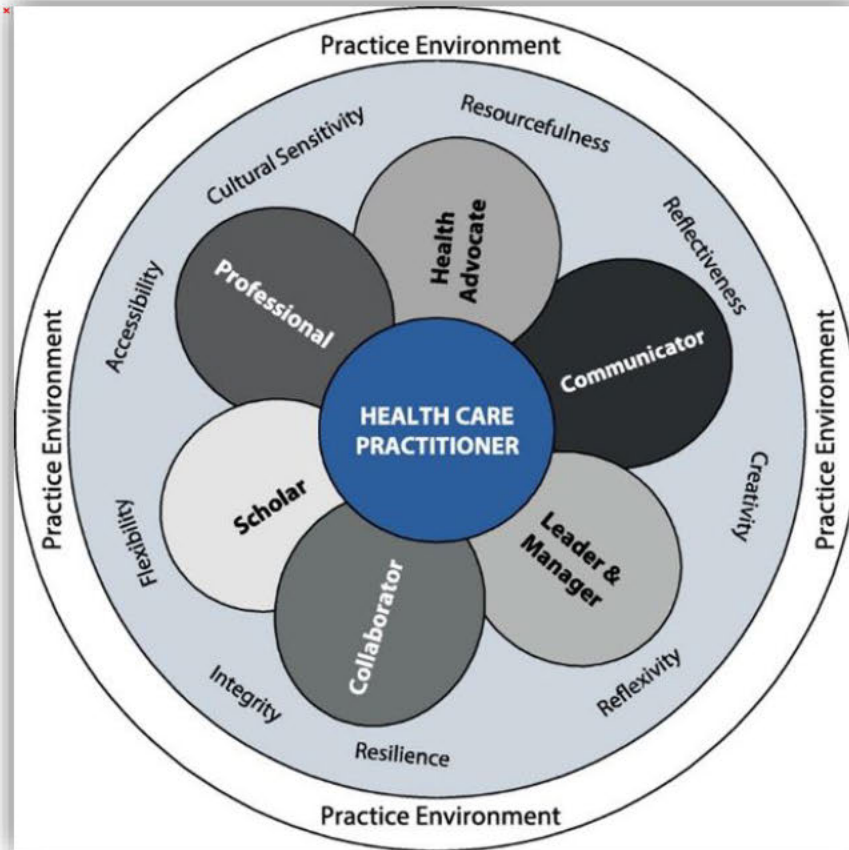 Practice Environment
Resourcefulness
Cultural Sensitivity
Reflectiveness
Health
Advocate
Professional
Accessibility
Communicator
Practice Environment
Practice Environment
HEALTH CARE
PRACTITIONER
Creativity
Scholar
Flexibility
Leader &
Manager
Collaborator
Reflexivity
Integrity
Resilience
Practice Environment